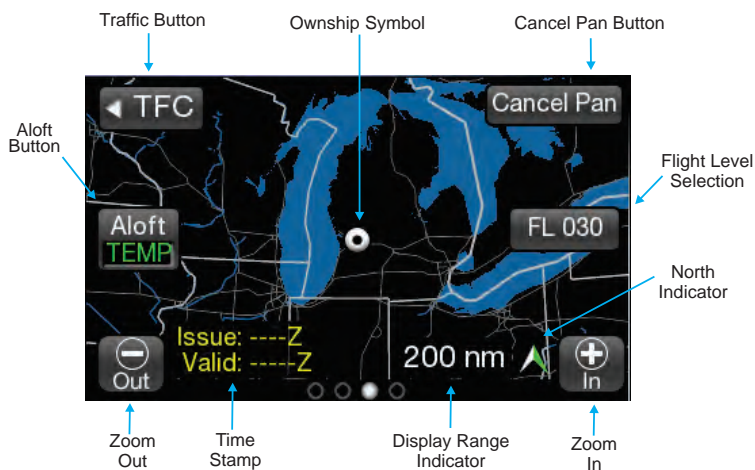 Traffic Button
Ownship Symbol
Cancel Pan Button
TFC
Cancel Pan
Aloft
Button
Flight Level
Selection
Aloft
TEMP
FL 030
North
Indicator
Issue: ----Z
Valid: -----Z
200 nm
Out
In
Zoom
Out
Time
Stamp
Display Range
Indicator
Zoom
In